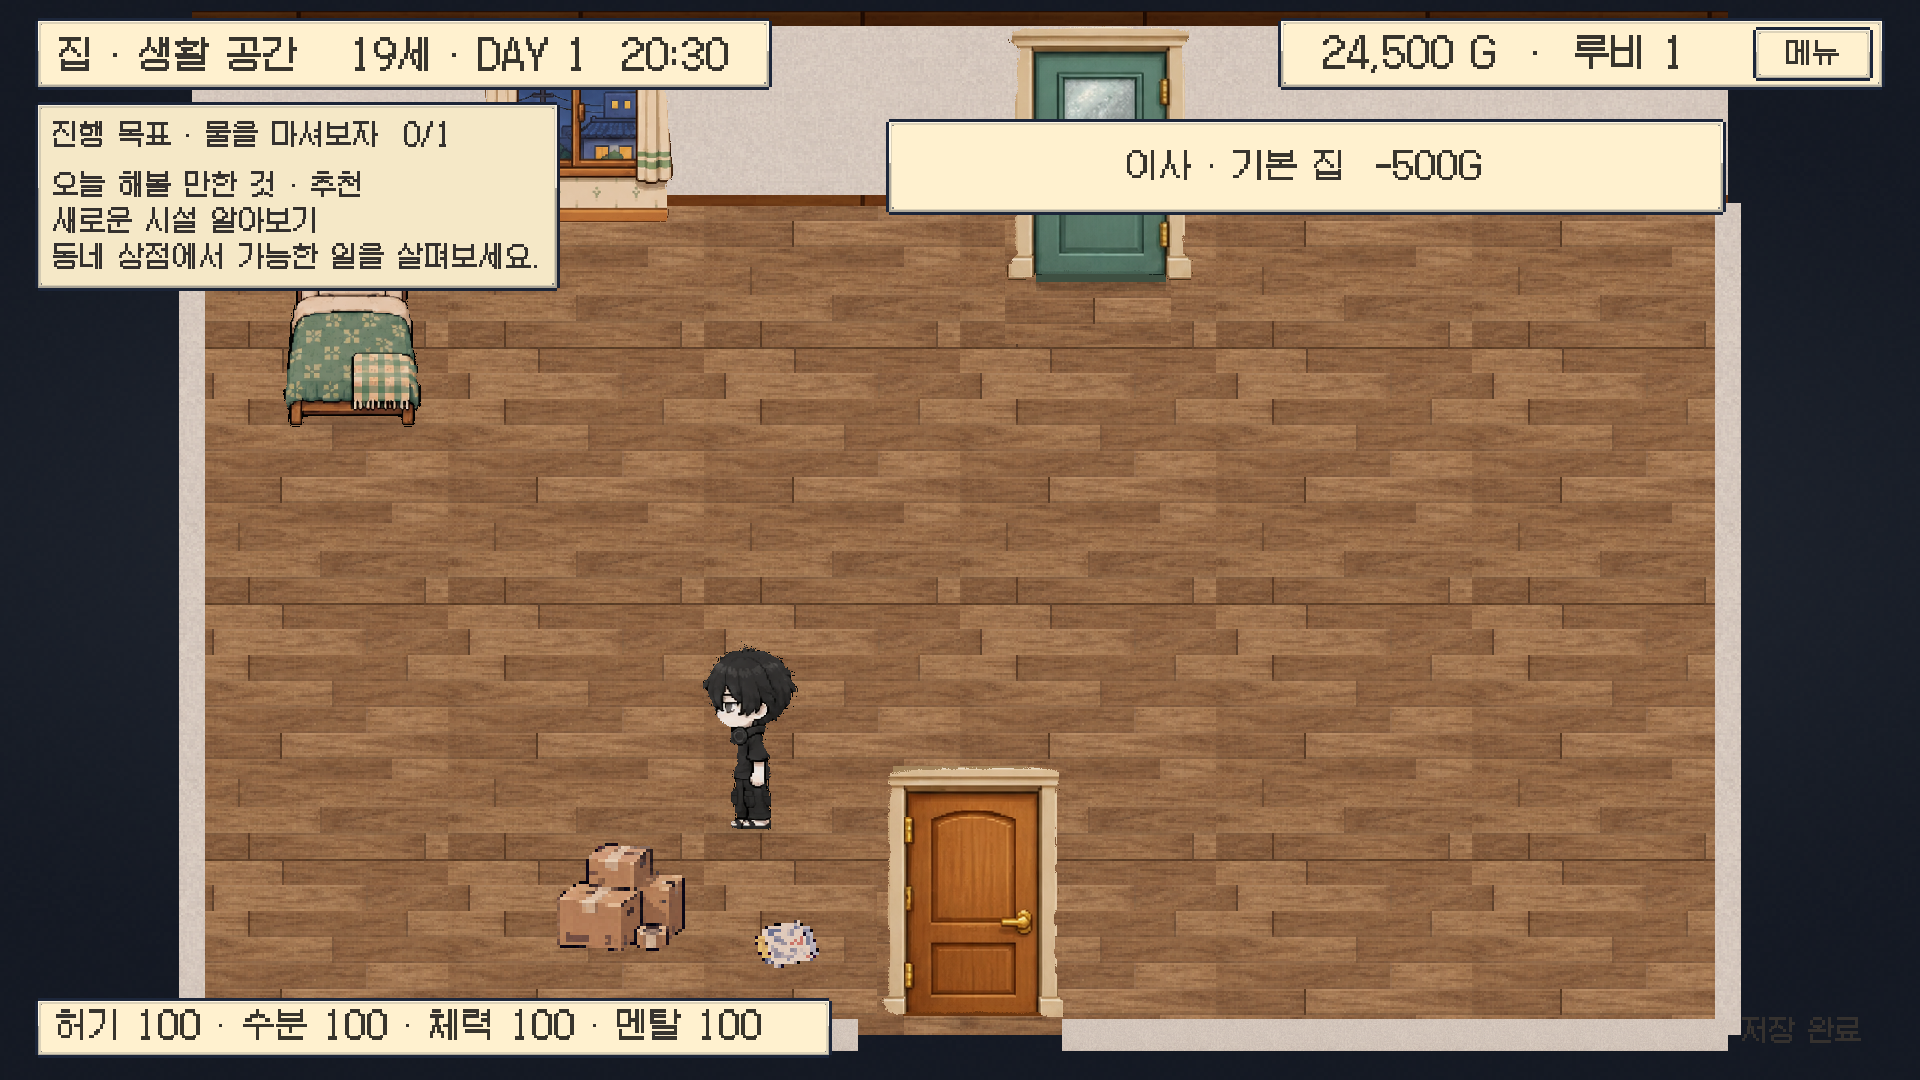 집 · 생활 공간 19세 · DAY 1 20:30
24,500 G · 루비 1 메뉴
진행 목표 · 물을 마셔보자 0/1
오늘 해볼 만한 것 · 추천
새로운 시설 알아보기
동네 상점에서 가능한 일을 살펴보세요.
이사 · 기본 집 -500G
허기 100 · 수분 100 · 체력 100 · 멘탈 100
저장 완료